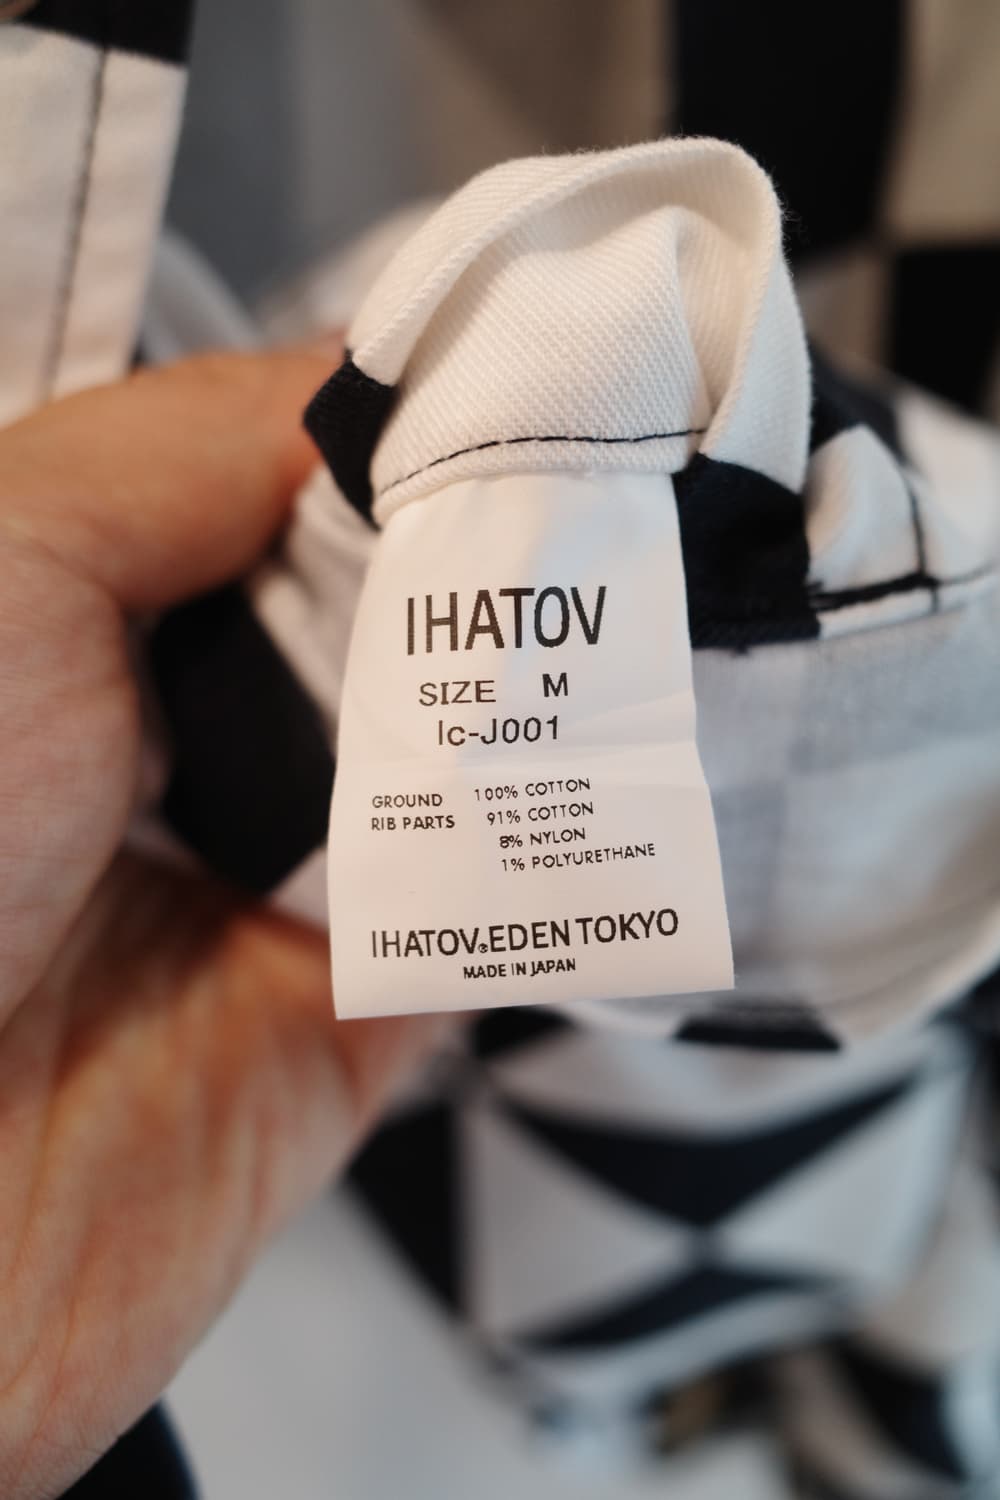 IHATOV
SIZE M
Ic-J001
GROUND 100% COTTON
RIB PARTS 91% COTTON
8% NYLON
1% POLYURETHANE
IHATOV®EDEN TOKYO
MADE IN JAPAN